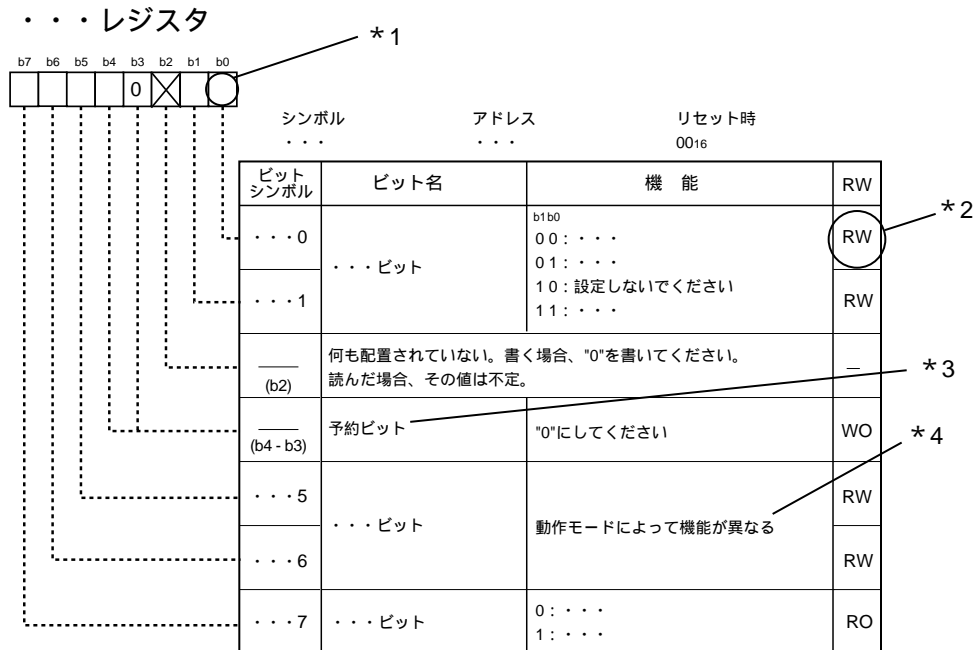 ・・・レジスタ
*1
b7 b6 b5 b4 b3 b2 b1 b0
0
シンボル アドレス リセット時
・・・ ・・・ 0016
ビットシンボル ビット名 機 能 RW
*2
b1b0
・・・0 00:・・・ RW
01:・・・
・・・ビット
10:設定しないでください
・・・1 11:・・・ RW
何も配置されていない。書く場合、"0"を書いてください。
読んだ場合、その値は不定。
(b2) —
*3
予約ビット "0"にしてください WO
(b4 - b3)
*4
・・・5 RW
・・・ビット 動作モードによって機能が異なる
・・・6 RW
・・・7 ・・・ビット 0:・・・ RO
1:・・・